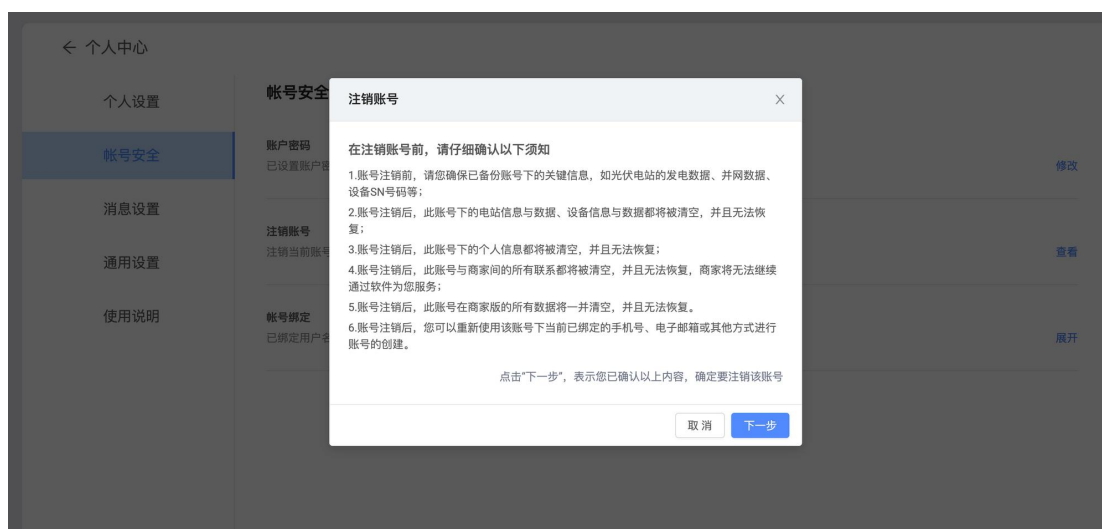 ← 个人中心
个人设置
帐号安全
消息设置
通用设置
使用说明
帐号安全
账户密码
已设置账户密
修改
注销账号
注销当前账号
查看
帐号绑定
已绑定用户名
展开
注销账号
在注销账号前，请仔细确认以下须知
1.账号注销前，请您确保已备份账号下的关键信息，如光伏电站的发电数据、并网数据、
设备SN号码等；
2.账号注销后，此账号下的电站信息与数据、设备信息与数据都将被清空，并且无法恢
复；
3.账号注销后，此账号下的个人信息都将被清空，并且无法恢复；
4.账号注销后，此账号与商家间的所有联系都将被清空，并且无法恢复，商家将无法继续
通过软件为您服务；
5.账号注销后，此账号在商家版的所有数据将一并清空，并且无法恢复。
6.账号注销后，您可以重新使用该账号下当前已绑定的手机号、电子邮箱或其他方式进行
账号的创建。
点击“下一步”，表示您已确认以上内容，确定要注销该账号
取 消
下一步